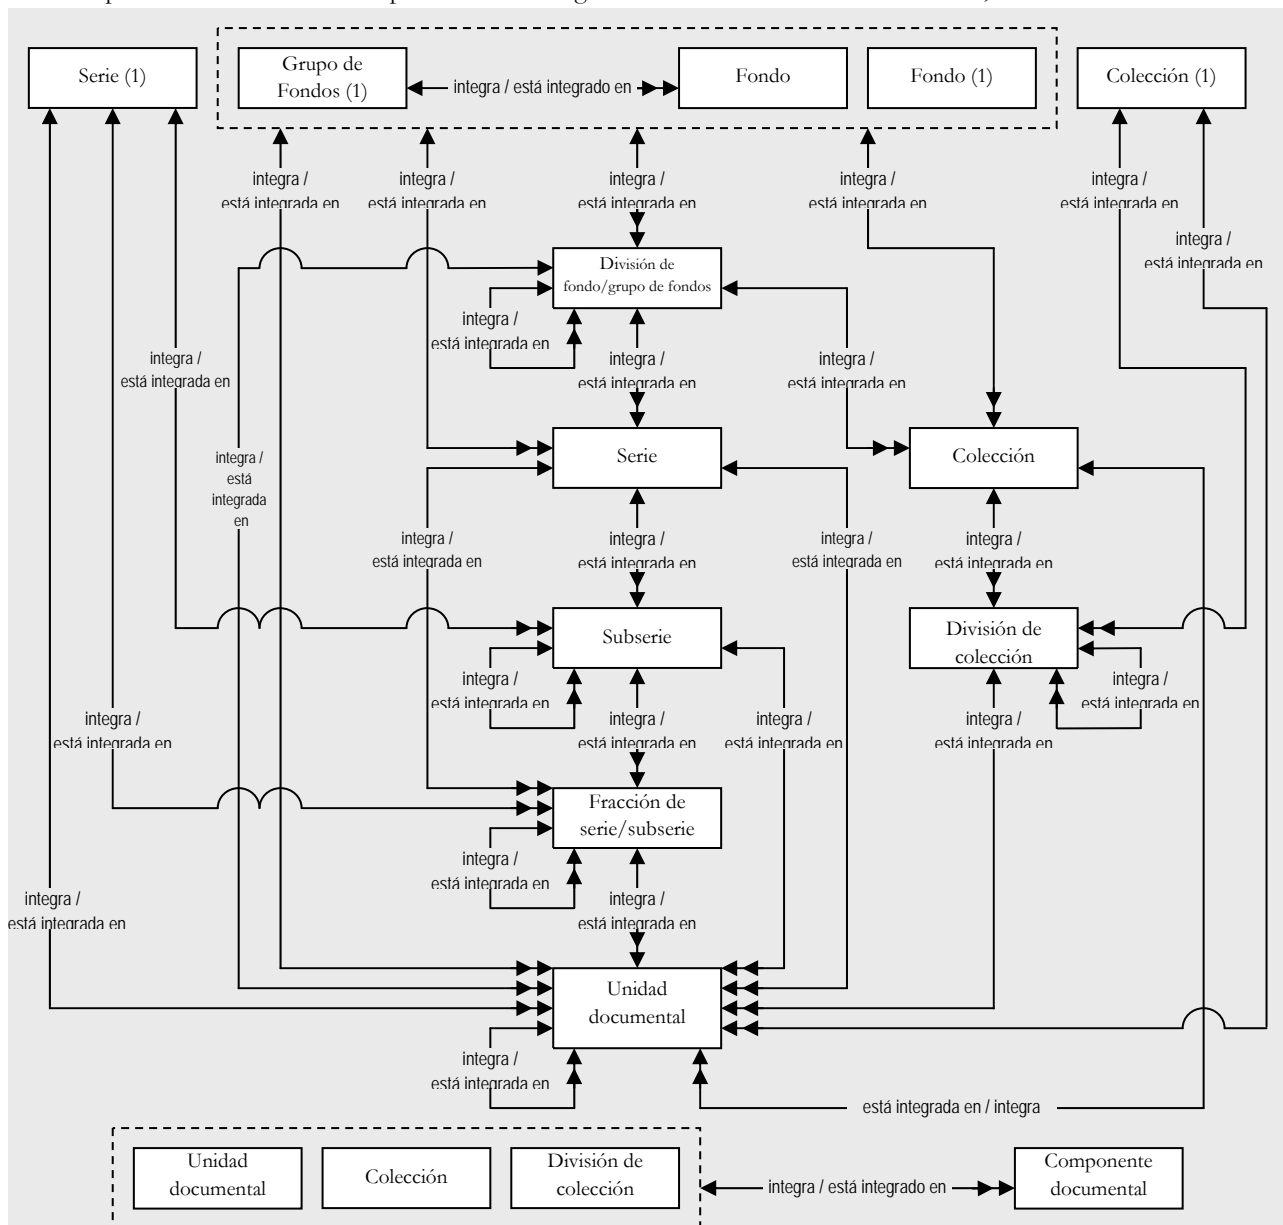 Serie (1)
Grupo de
Fondos (1)
integra / está integrado en
Fondo
Fondo (1)
Colección (1)
integra /
está integrada en
integra /
está integrada en
integra /
está integrada en
integra /
está integrada en
integra /
está integrada en
integra /
está integrada en
División de
fondo/grupo de fondos
integra /
está integrada en
integra /
está integrada en
integra /
está integrada en
integra /
está integrada en
Serie
Colección
integra /
está
integrada
en
integra /
está integrada en
integra /
está integrada en
integra /
está integrada en
integra /
está integrada en
Subserie
División de
colección
integra /
está integrada en
integra /
está integrada en
integra /
está integrada en
integra /
está integrada en
integra /
está integrada en
integra /
está integrada en
Fracción de
serie/subserie
integra /
está integrada en
integra /
está integrada en
integra /
está integrada en
Unidad
documental
integra /
está integrada en
está integrada en / integra
Unidad
documental
Colección
División de
colección
integra / está integrado en
Componente
documental